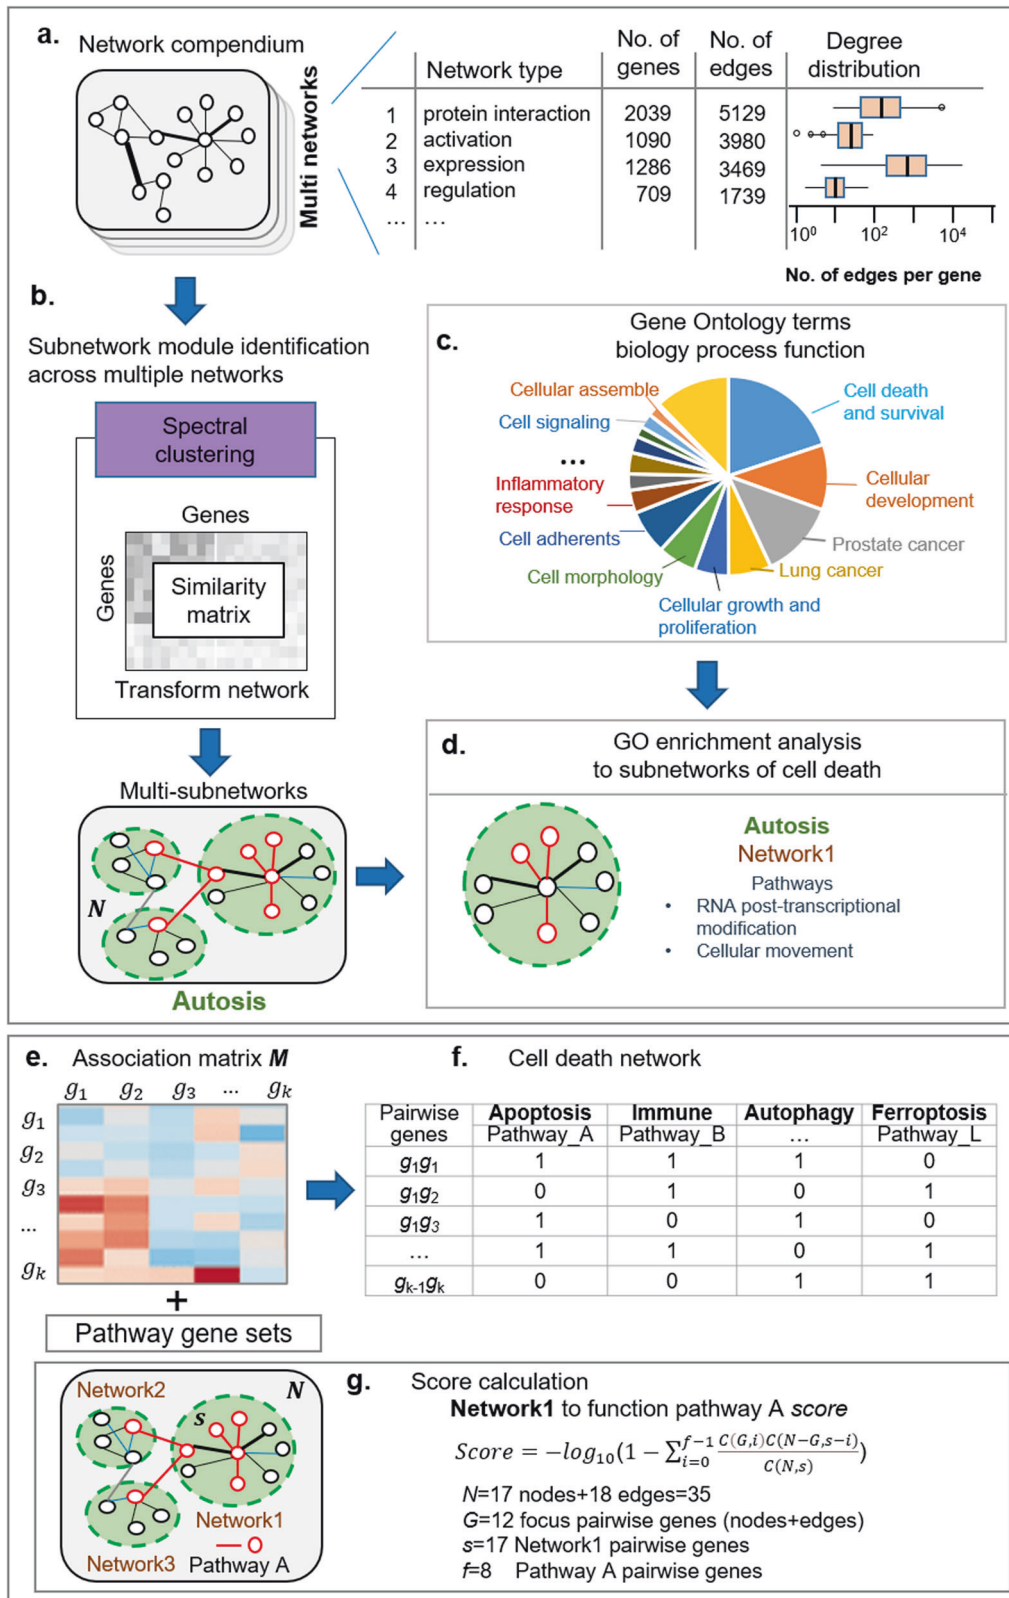 a.
Network compendium
Multi networks
Network type
No. of genes
No. of edges
Degree distribution
1 protein interaction 2039 5129
2 activation 1090 3980
3 expression 1286 3469
4 regulation 709 1739
... ...
10⁰ 10² 10⁴
No. of edges per gene
b.
Subnetwork module identification
across multiple networks
Spectral
clustering
Genes
Genes
Similarity
matrix
Transform network
Multi-subnetworks
N
Autosis
c.
Gene Ontology terms
biology process function
Cellular assemble
Cell signaling
...
Inflammatory
response
Cell adherents
Cell morphology
Cellular growth and
proliferation
Lung cancer
Prostate cancer
Cellular
development
Cell death
and survival
d.
GO enrichment analysis
to subnetworks of cell death
Autosis
Network1
Pathways
• RNA post-transcriptional
modification
• Cellular movement
e. Association matrix M
g₁ g₂ g₃ ... gₖ
g₁
g₂
g₃
...
gₖ
+
Pathway gene sets
f. Cell death network
Pairwise Apoptosis Immune Autophagy Ferroptosis
genes Pathway_A Pathway_B ... Pathway_L
g₁g₁ 1 1 1 0
g₁g₂ 0 1 0 1
g₁g₃ 1 0 1 0
... 1 1 0 1
gₖ₋₁gₖ 0 0 1 1
Network2
N
s
Network1
Network3
Pathway A
g. Score calculation
Network1 to function pathway A score
Score = −log₁₀(1 − ∑ᵢ₌₀^f−1 C(G,i)C(N−G,s−i) / C(N,s))
N=17 nodes+18 edges=35
G=12 focus pairwise genes (nodes+edges)
s=17 Network1 pairwise genes
f=8 Pathway A pairwise genes